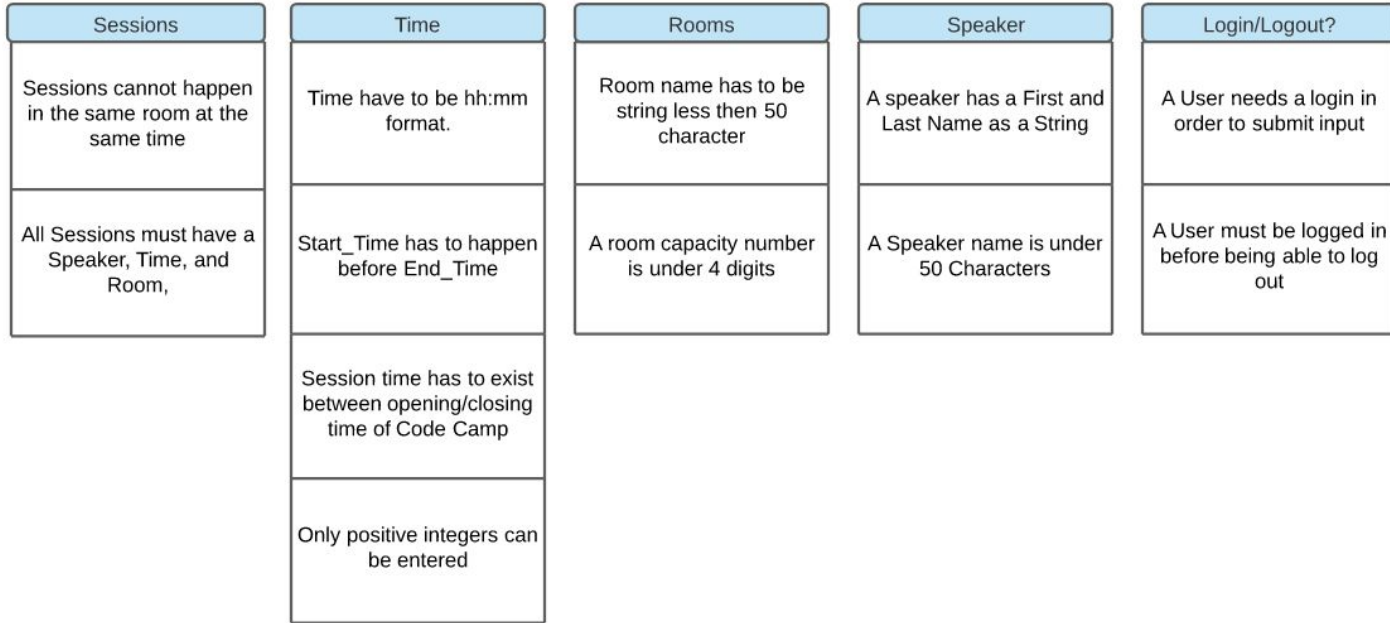 Sessions
Sessions cannot happen
in the same room at the
same time
All Sessions must have a
Speaker, Time, and
Room,
Time
Time have to be hh:mm
format.
Start_Time has to happen
before End_Time
Session time has to exist
between opening/closing
time of Code Camp
Only positive integers can
be entered
Rooms
Room name has to be
string less then 50
character
A room capacity number
is under 4 digits
Speaker
A speaker has a First and
Last Name as a String
A Speaker name is under
50 Characters
Login/Logout?
A User needs a login in
order to submit input
A User must be logged in
before being able to log
out